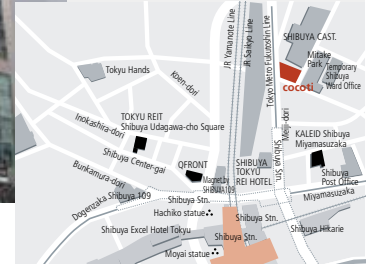 JR Yamanote Line
JR Saikyo Line
Tokyo Metro Fukutoshin Line
SHIBUYA CAST.
Mitake
Park
Temporary
Shibuya
Ward Office
cocoti
Tokyu Hands
Koen-dori
Inokashira-dori
TOKYU REIT
Shibuya Udagawa-cho Square
Meiji-dori
KALEID Shibuya
Miyamasuzaka
Shibuya Center-gai
QFRONT
SHIBUYA
TOKYU
REI HOTEL
Shibuya Stn.
Shibuya
Post Office
Bunkamura-dori
Magnet by
SHIBUYA109
Miyamasuzaka
Shibuya 109
Dogenzaka
Shibuya Stn.
Hachiko statue
Shibuya Stn.
Shibuya Excel Hotel Tokyu
Shibuya Stn.
Shibuya Hikarie
Moyai statue